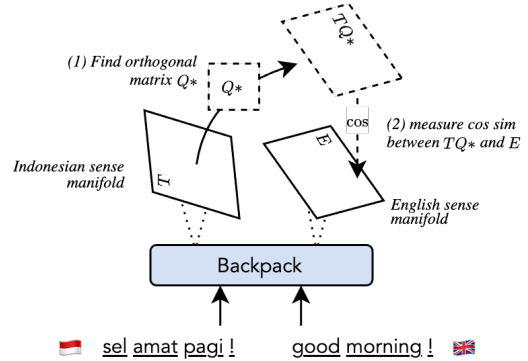 TQ*
(1) Find orthogonal
matrix Q*
Q*
cos
(2) measure cos sim
between TQ* and E
T
E
Indonesian sense
manifold
English sense
manifold
Backpack
sel amat pagi !
good morning !